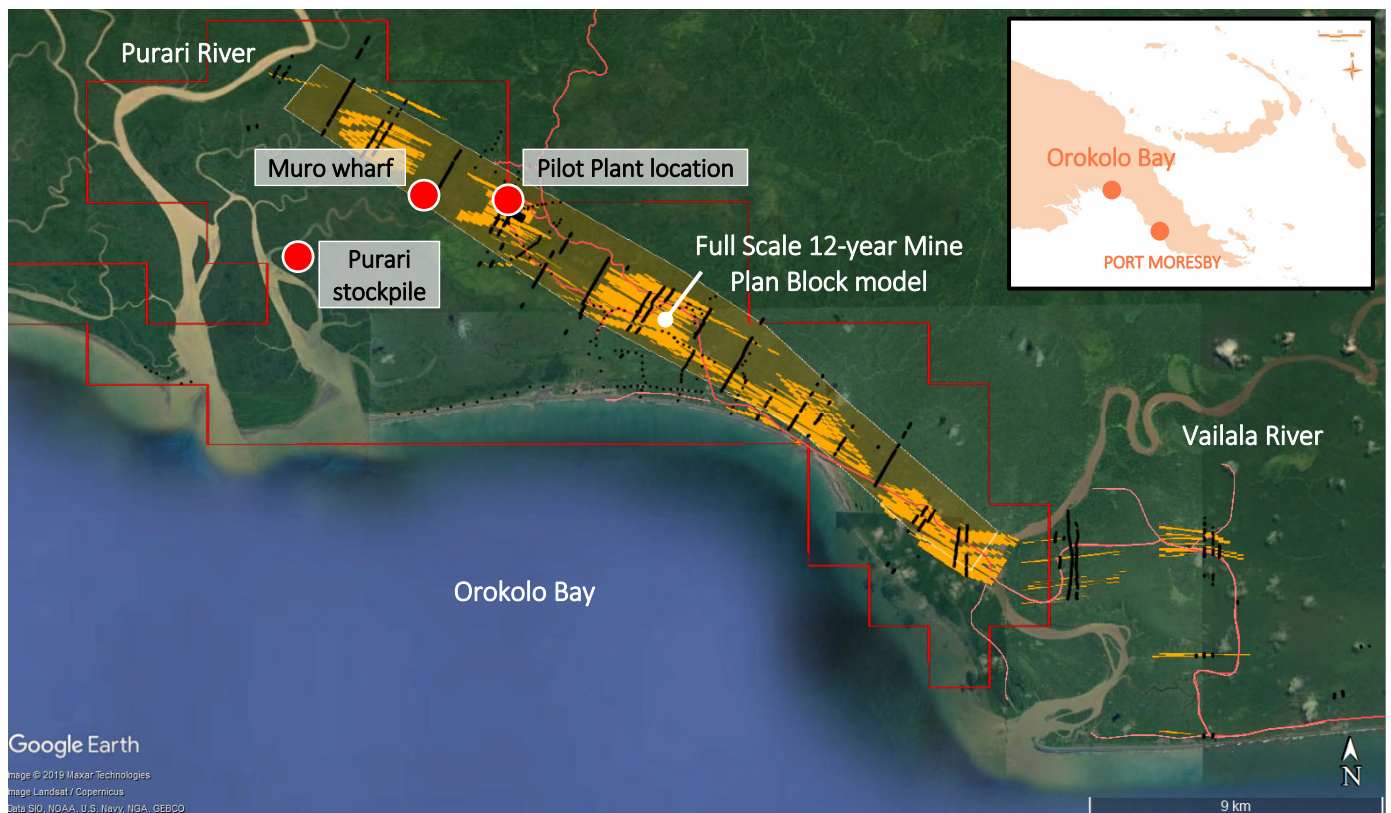 Purari River
Muro wharf
Pilot Plant location
Purari
stockpile
Full Scale 12-year Mine
Plan Block model
Orokolo Bay
PORT MORESBY
N
Vailala River
Orokolo Bay
Google Earth
Image © 2019 Maxar Technologies
Image Landsat / Copernicus
Data SIO, NOAA, U.S. Navy, NGA, GEBCO
N
9 km